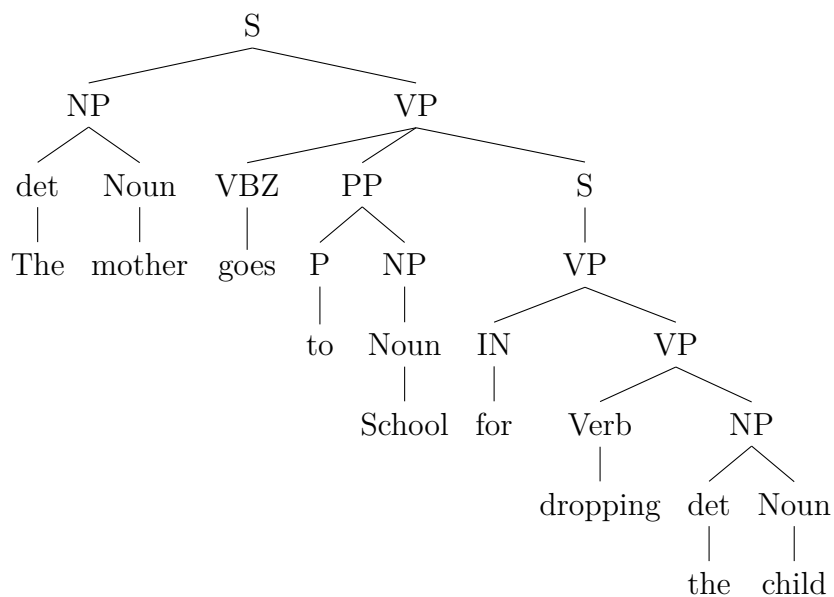 S
NP VP
det Noun VBZ PP S
The mother goes P NP VP
to Noun IN VP
School for Verb NP
dropping det Noun
the child